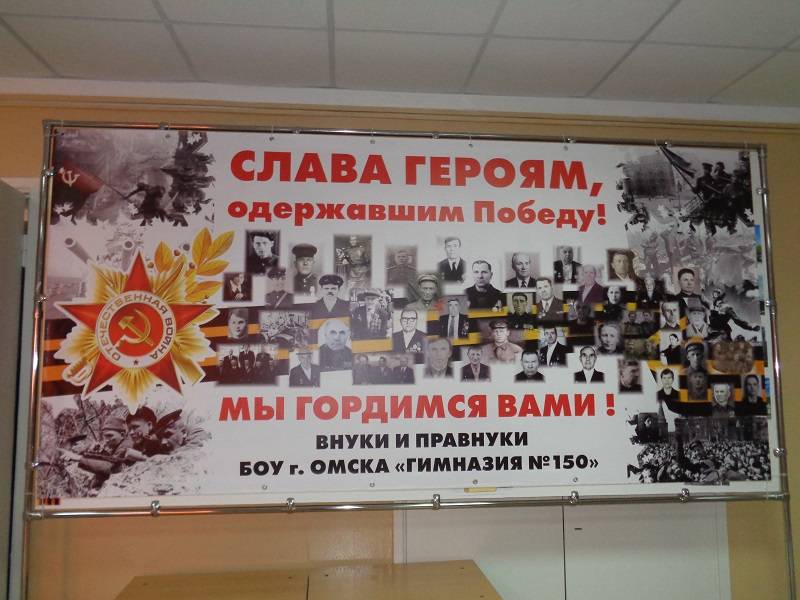 СЛАВА ГЕРОЯМ,
одержавшим Победу!
ОТЕЧЕСТВЕННАЯ ВОЙНА
МЫ ГОРДИМСЯ ВАМИ !
ВНУКИ И ПРАВНУКИ
БОУ г. ОМСКА «ГИМНАЗИЯ №150»